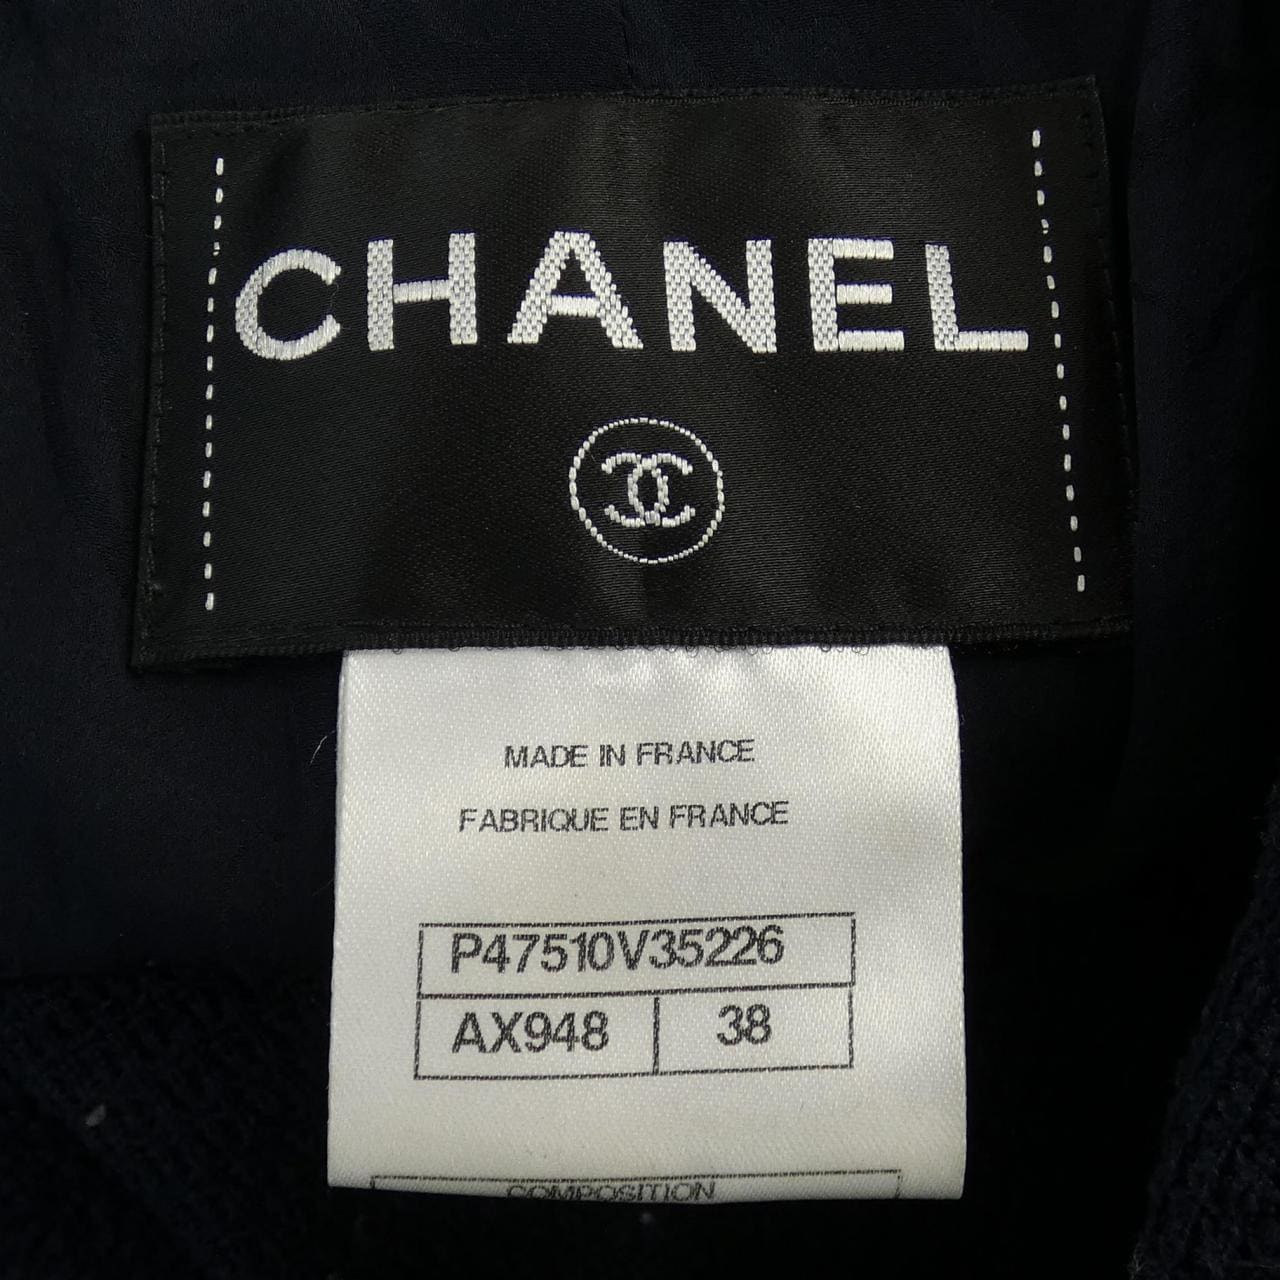 CHANEL
MADE IN FRANCE
FABRIQUE EN FRANCE
P47510V35226
AX948 38
COMPOSITION